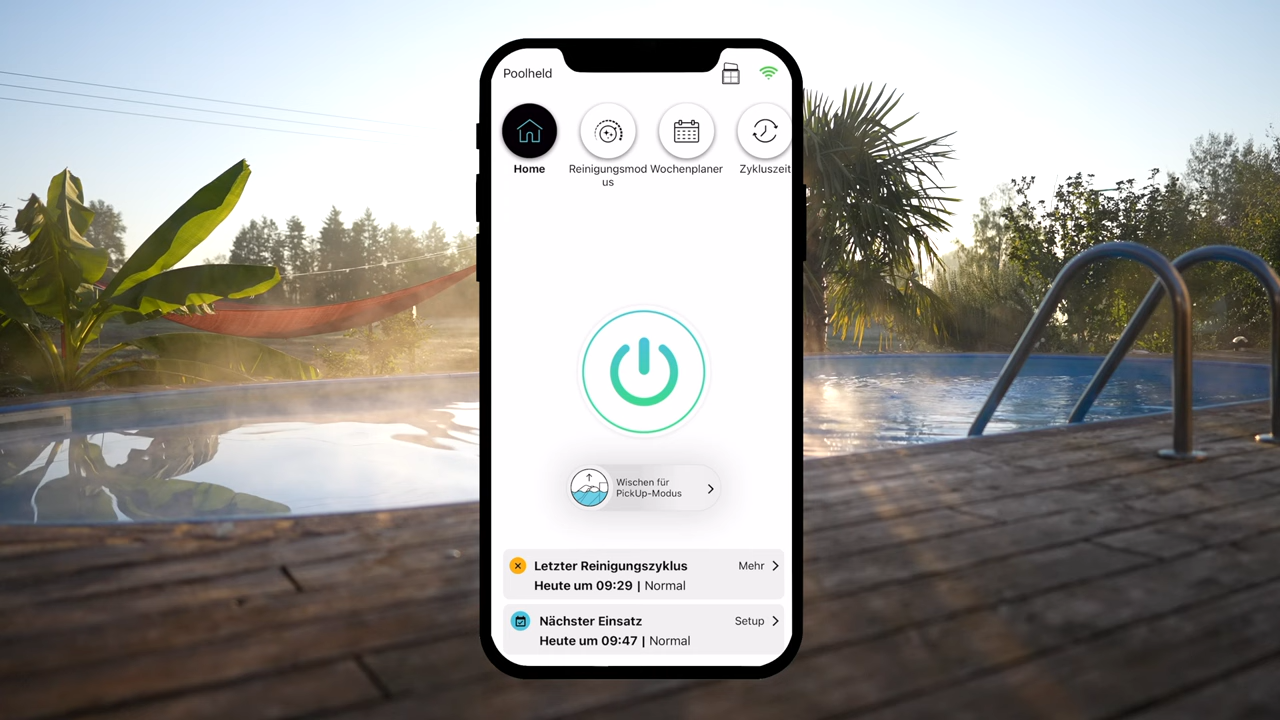 Poolheld
Home
Reinigungsmod
us
Wochenplaner
Zykluszeit
Wischen für
PickUp-Modus
Letzter Reinigungszyklus
Mehr
Heute um 09:29 | Normal
Nächster Einsatz
Setup
Heute um 09:47 | Normal